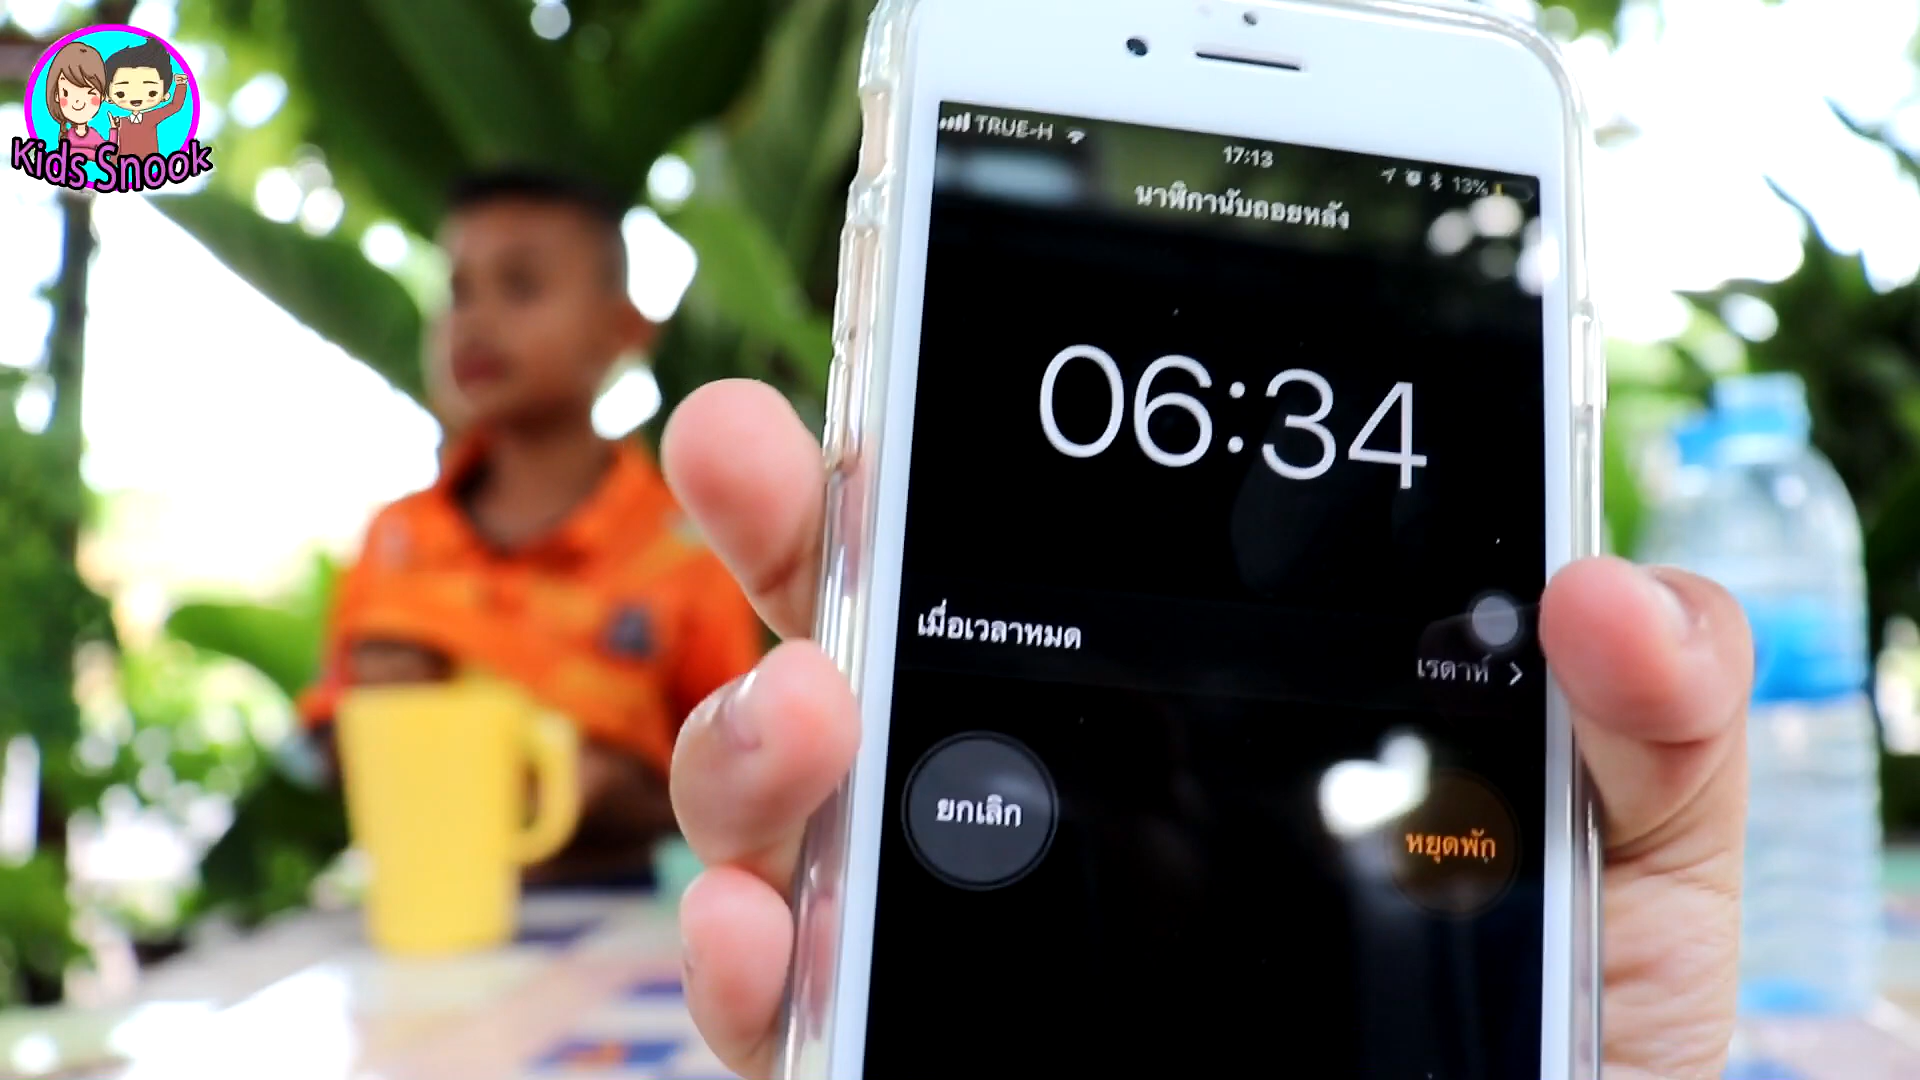 Kids Snook
TRUE-H
17:13
13%
นาฬิกานับถอยหลัง
06:34
เมื่อเวลาหมด
เรดาห์
ยกเลิก
หยุดพัก